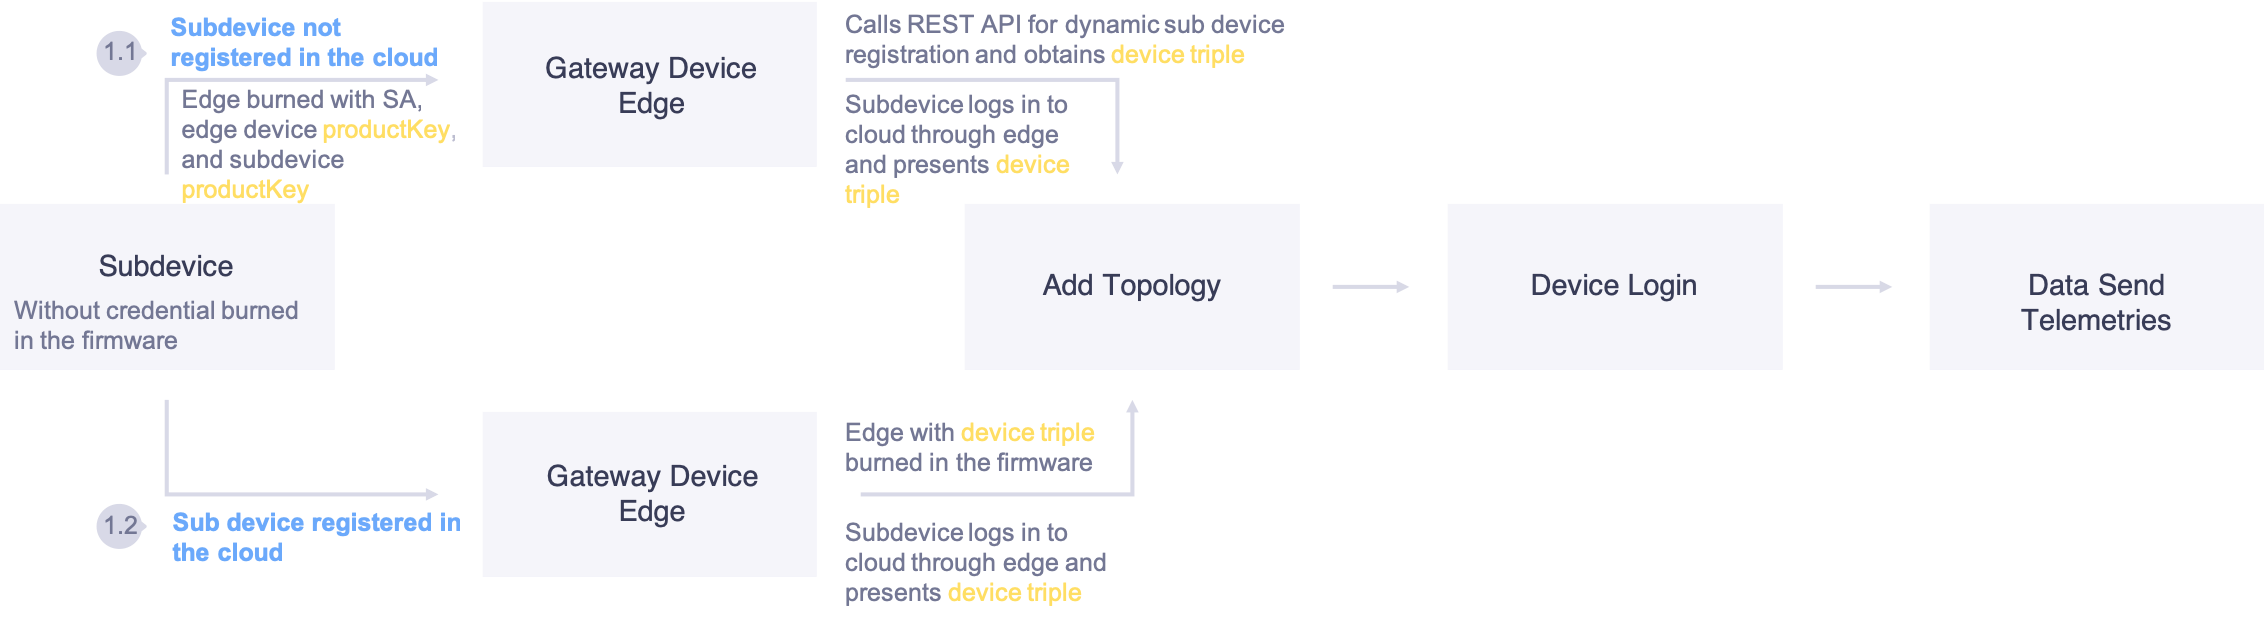 1.1
Subdevice not
registered in the cloud
Edge burned with SA,
edge device productKey,
and subdevice
productKey
Gateway Device
Edge
Calls REST API for dynamic sub device
registration and obtains device triple
Subdevice logs in to
cloud through edge
and presents device
triple
Subdevice
Without credential burned
in the firmware
Add Topology
Device Login
Data Send
Telemetries
1.2
Sub device registered in
the cloud
Gateway Device
Edge
Edge with device triple
burned in the firmware
Subdevice logs in to
cloud through edge and
presents device triple